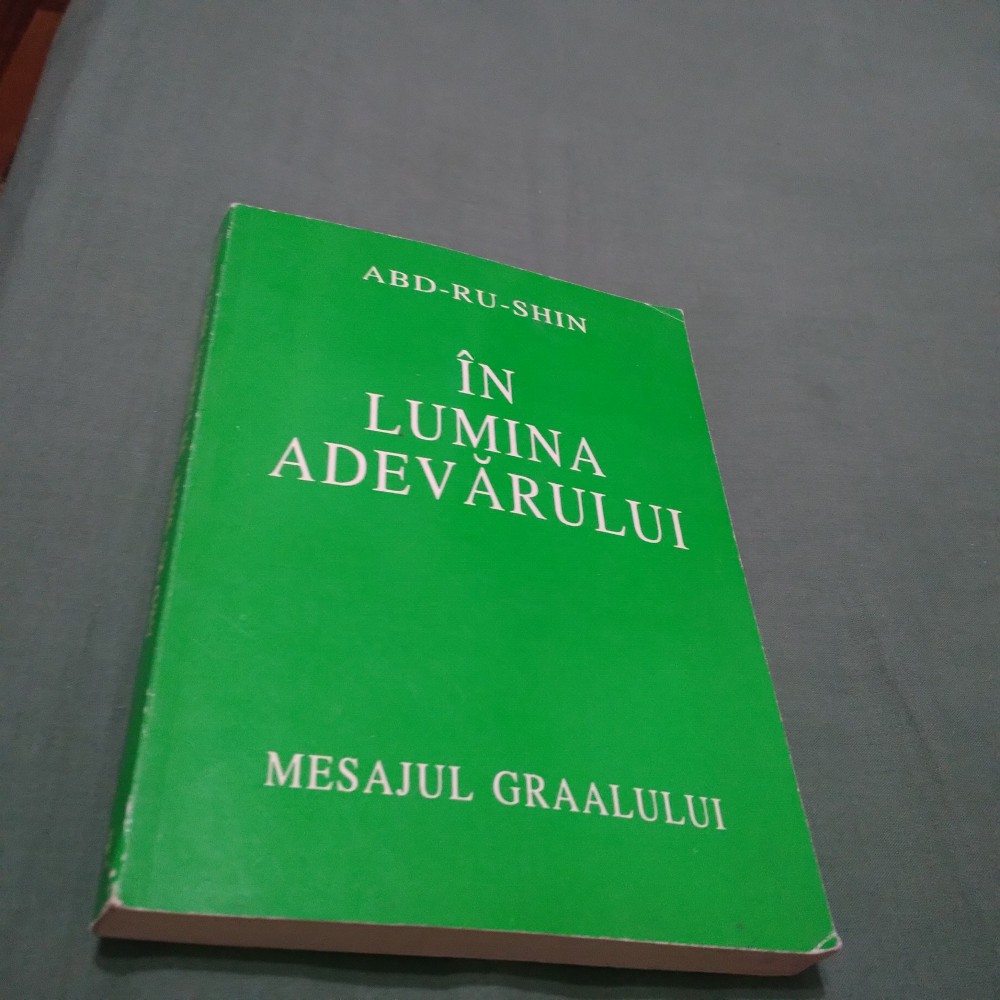 ABD-RU-SHIN
ÎN
LUMINA
ADEVĂRULUI
MESAJUL GRAALULUI